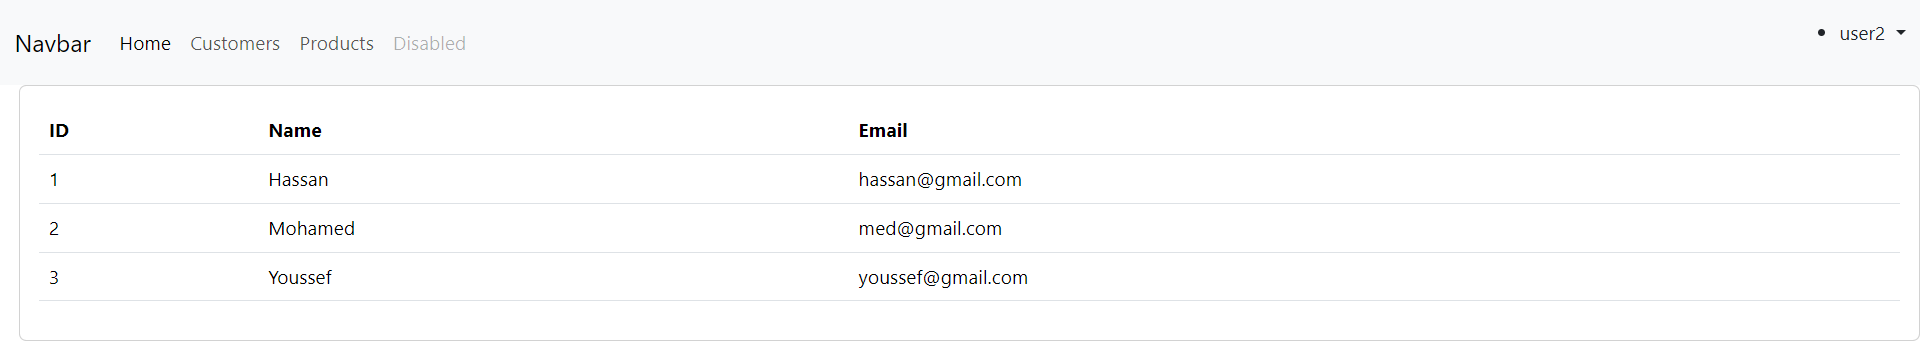 Navbar Home Customers Products Disabled • user2
ID Name Email
1 Hassan hassan@gmail.com
2 Mohamed med@gmail.com
3 Youssef youssef@gmail.com